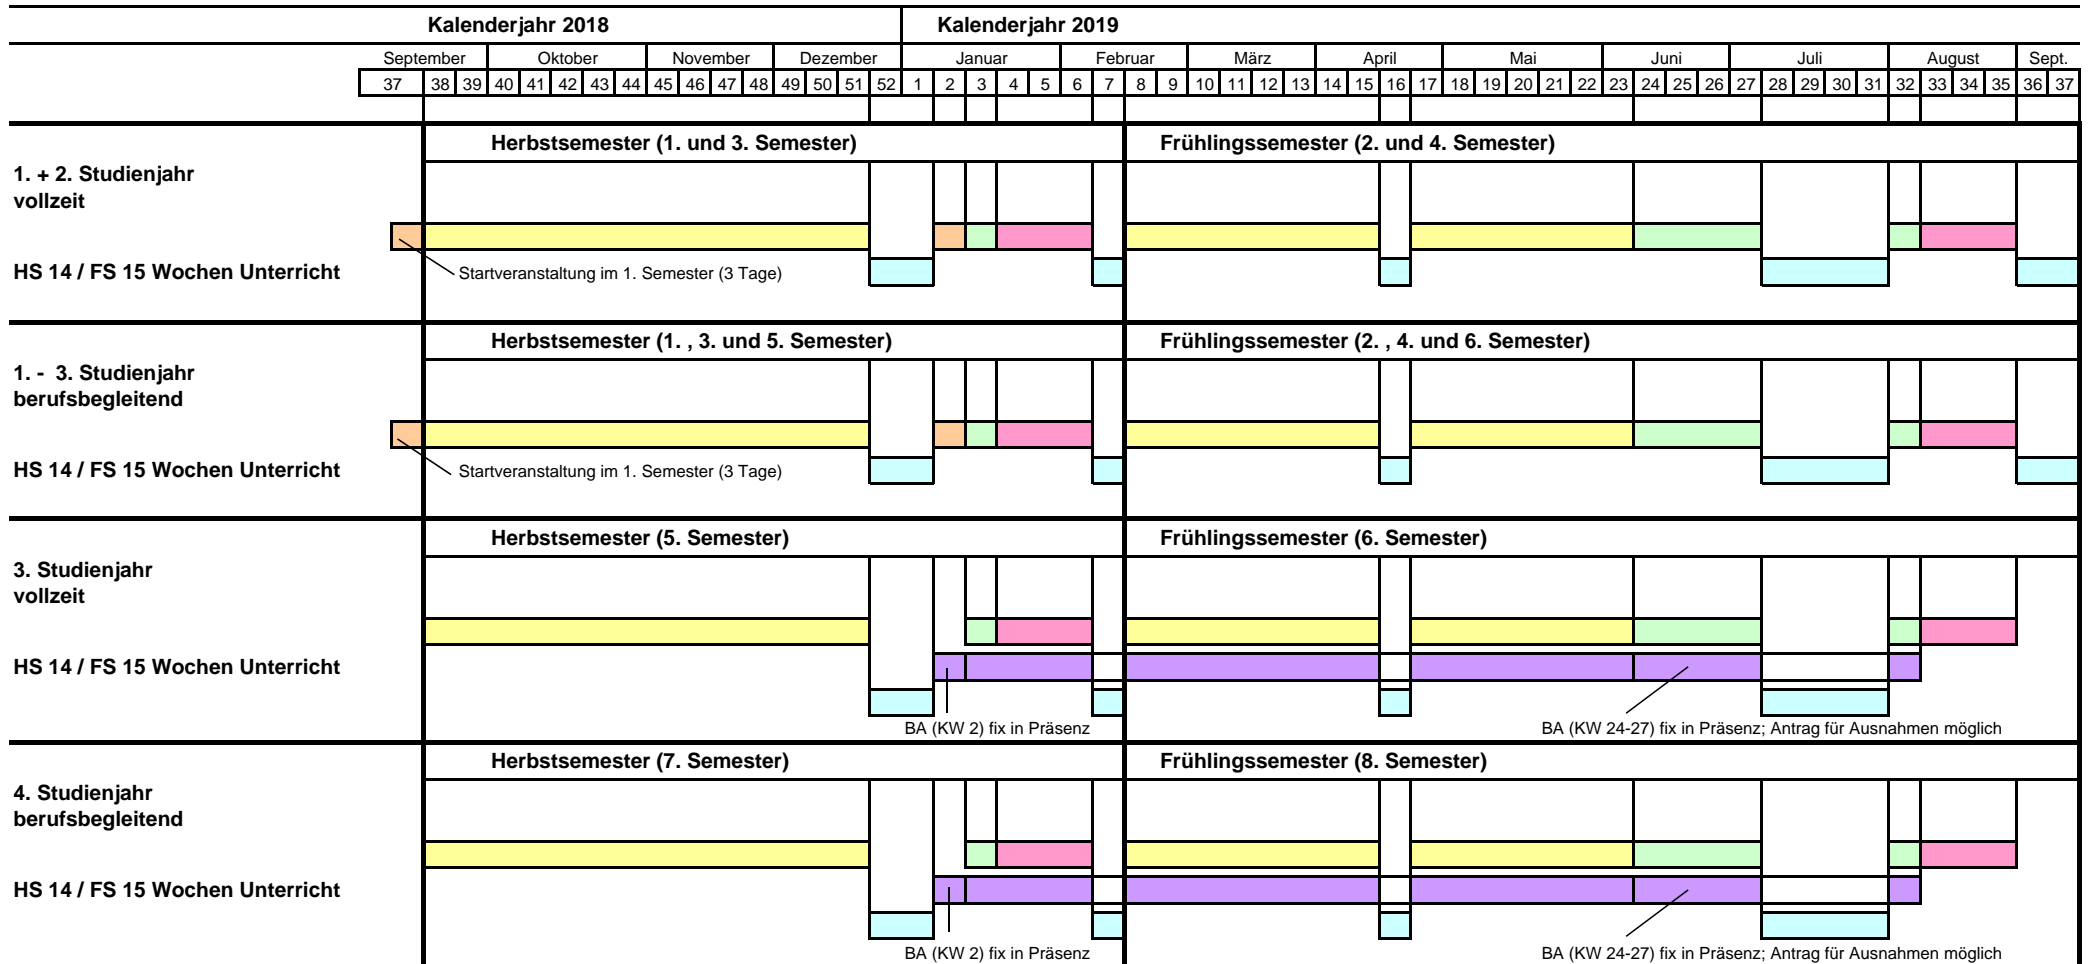 Kalenderjahr 2018 Kalenderjahr 2019
September Oktober November Dezember Januar Februar März April Mai Juni Juli August Sept.
37 38 39 40 41 42 43 44 45 46 47 48 49 50 51 52 1 2 3 4 5 6 7 8 9 10 11 12 13 14 15 16 17 18 19 20 21 22 23 24 25 26 27 28 29 30 31 32 33 34 35 36 37
Herbstsemester (1. und 3. Semester) Frühlingssemester (2. und 4. Semester)
1. + 2. Studienjahr
vollzeit
HS 14 / FS 15 Wochen Unterricht Startveranstaltung im 1. Semester (3 Tage)
Herbstsemester (1. , 3. und 5. Semester) Frühlingssemester (2. , 4. und 6. Semester)
1. - 3. Studienjahr
berufsbegleitend
HS 14 / FS 15 Wochen Unterricht Startveranstaltung im 1. Semester (3 Tage)
Herbstsemester (5. Semester) Frühlingssemester (6. Semester)
3. Studienjahr
vollzeit
HS 14 / FS 15 Wochen Unterricht
BA (KW 2) fix in Präsenz BA (KW 24-27) fix in Präsenz; Antrag für Ausnahmen möglich
Herbstsemester (7. Semester) Frühlingssemester (8. Semester)
4. Studienjahr
berufsbegleitend
HS 14 / FS 15 Wochen Unterricht
BA (KW 2) fix in Präsenz BA (KW 24-27) fix in Präsenz; Antrag für Ausnahmen möglich